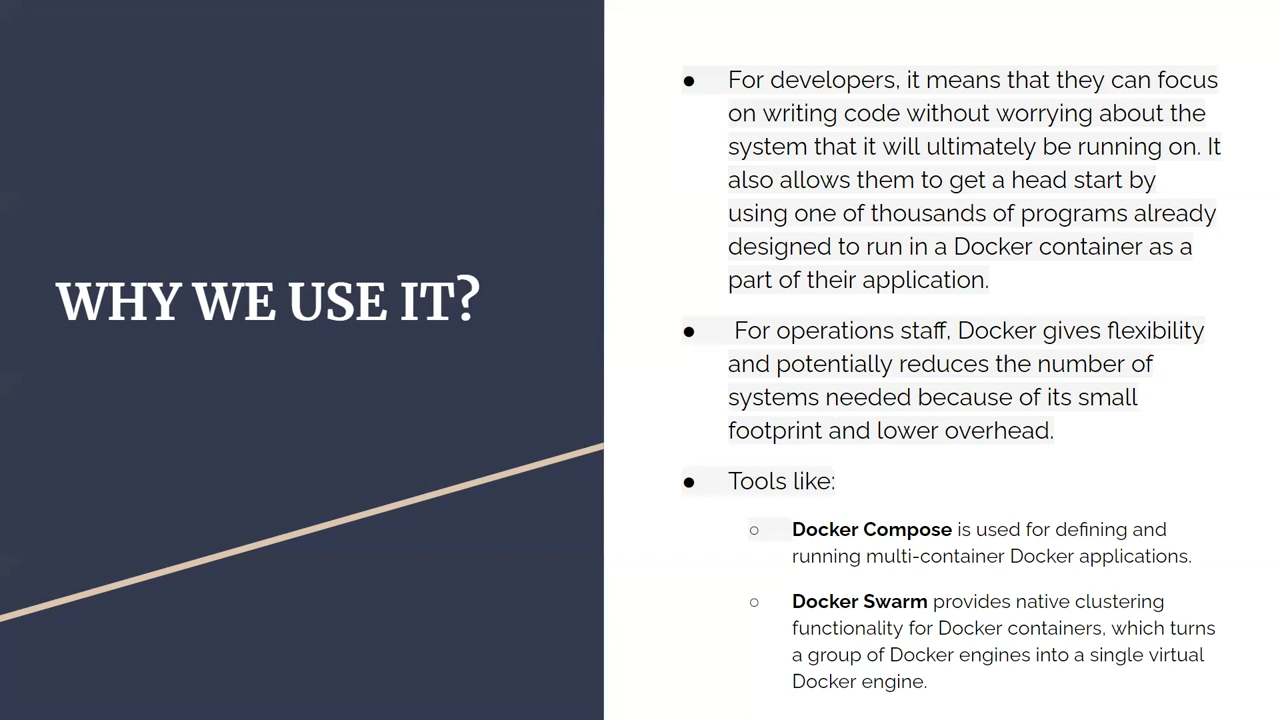 WHY WE USE IT?
● For developers, it means that they can focus
on writing code without worrying about the
system that it will ultimately be running on. It
also allows them to get a head start by
using one of thousands of programs already
designed to run in a Docker container as a
part of their application.
● For operations staff, Docker gives flexibility
and potentially reduces the number of
systems needed because of its small
footprint and lower overhead.
● Tools like:
○ Docker Compose is used for defining and
running multi-container Docker applications.
○ Docker Swarm provides native clustering
functionality for Docker containers, which turns
a group of Docker engines into a single virtual
Docker engine.